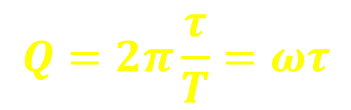 Q = 2π τ/T = ωτ